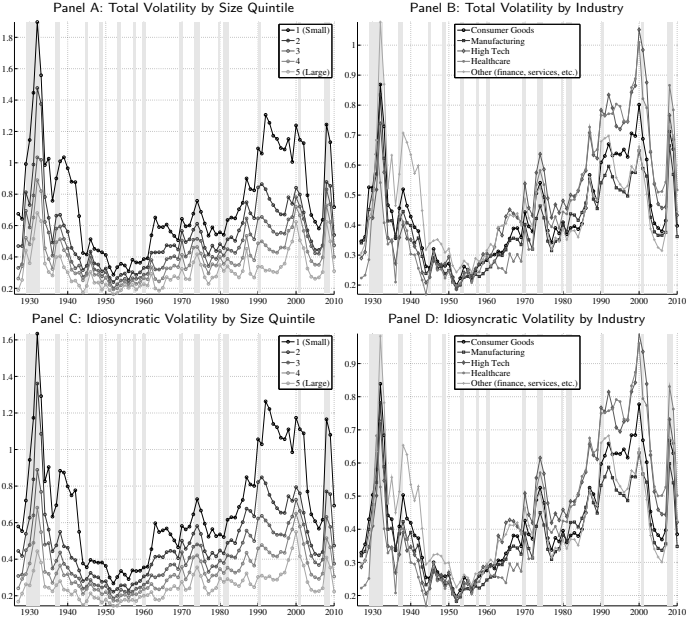 Panel A: Total Volatility by Size Quintile
1.8
1.6
1.4
1.2
1
0.8
0.6
0.4
0.2
1930 1940 1950 1960 1970 1980 1990 2000 2010
1 (Small)
2
3
4
5 (Large)
Panel B: Total Volatility by Industry
1
0.9
0.8
0.7
0.6
0.5
0.4
0.3
0.2
1930 1940 1950 1960 1970 1980 1990 2000 2010
Consumer Goods
Manufacturing
High Tech
Healthcare
Other (finance, services, etc.)
Panel C: Idiosyncratic Volatility by Size Quintile
1.6
1.4
1.2
1
0.8
0.6
0.4
0.2
1930 1940 1950 1960 1970 1980 1990 2000 2010
1 (Small)
2
3
4
5 (Large)
Panel D: Idiosyncratic Volatility by Industry
0.9
0.8
0.7
0.6
0.5
0.4
0.3
0.2
1930 1940 1950 1960 1970 1980 1990 2000 2010
Consumer Goods
Manufacturing
High Tech
Healthcare
Other (finance, services, etc.)